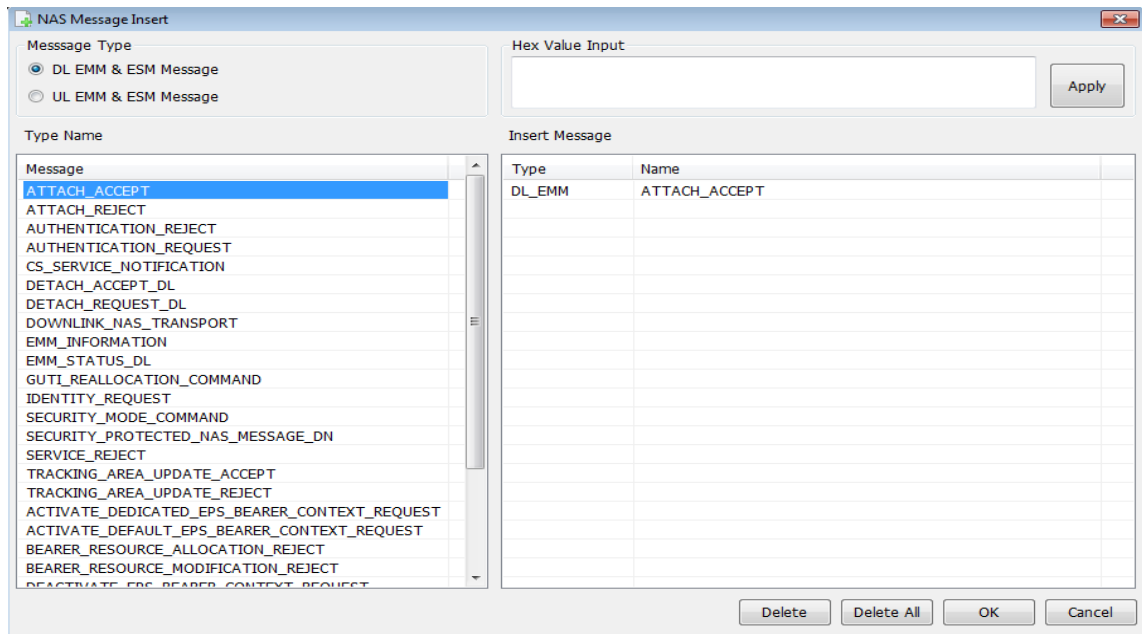 NAS Message Insert
Messsage Type
DL EMM & ESM Message
UL EMM & ESM Message
Hex Value Input
Apply
Type Name
Message
ATTACH_ACCEPT
ATTACH_REJECT
AUTHENTICATION_REJECT
AUTHENTICATION_REQUEST
CS_SERVICE_NOTIFICATION
DETACH_ACCEPT_DL
DETACH_REQUEST_DL
DOWNLINK_NAS_TRANSPORT
EMM_INFORMATION
EMM_STATUS_DL
GUTI_REALLOCATION_COMMAND
IDENTITY_REQUEST
SECURITY_MODE_COMMAND
SECURITY_PROTECTED_NAS_MESSAGE_DN
SERVICE_REJECT
TRACKING_AREA_UPDATE_ACCEPT
TRACKING_AREA_UPDATE_REJECT
ACTIVATE_DEDICATED_EPS_BEARER_CONTEXT_REQUEST
ACTIVATE_DEFAULT_EPS_BEARER_CONTEXT_REQUEST
BEARER_RESOURCE_ALLOCATION_REJECT
BEARER_RESOURCE_MODIFICATION_REJECT
DEACTIVATE_EPS_BEARER_CONTEXT_REQUEST
Insert Message
Type Name
DL_EMM ATTACH_ACCEPT
Delete Delete All OK Cancel